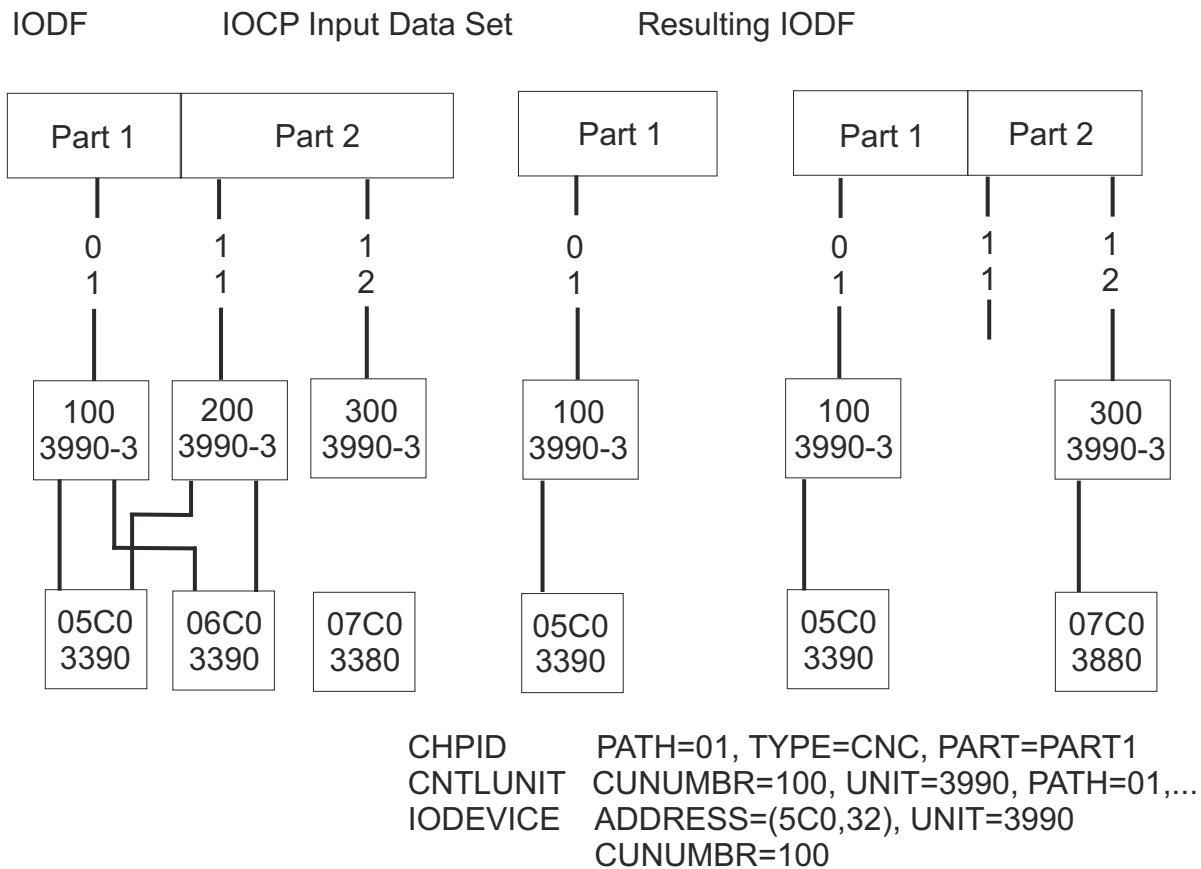 IODF IOCP Input Data Set Resulting IODF
Part 1 Part 2 Part 1 Part 1 Part 2
0 1 1 0 0 1 1
1 1 2 1 1 1 2
100 200 300 100 100 300
3990-3 3990-3 3990-3 3990-3 3990-3 3990-3
05C0 06C0 07C0 05C0 05C0 07C0
3390 3390 3380 3390 3390 3880
CHPID PATH=01, TYPE=CNC, PART=PART1
CNTLUNIT CUNUMBR=100, UNIT=3990, PATH=01,...
IODEVICE ADDRESS=(5C0,32), UNIT=3990
CUNUMBR=100